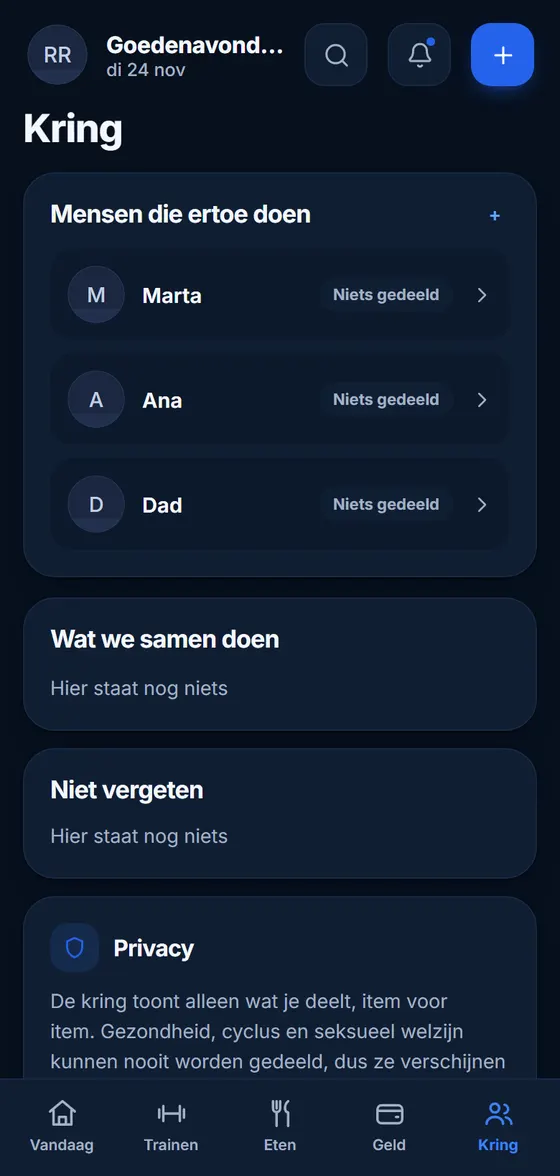 RR
Goedenavond...
di 24 nov
Kring
Mensen die ertoe doen
+
M
Marta
Niets gedeeld
A
Ana
Niets gedeeld
D
Dad
Niets gedeeld
Wat we samen doen
Hier staat nog niets
Niet vergeten
Hier staat nog niets
Privacy
De kring toont alleen wat je deelt, item voor
item. Gezondheid, cyclus en seksueel welzijn
kunnen nooit worden gedeeld, dus ze verschijnen
Vandaag
Trainen
Eten
Geld
Kring